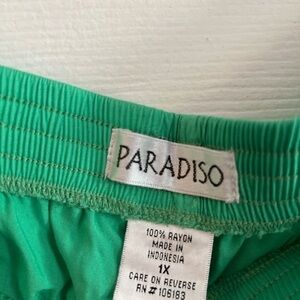 PARADISO
100% RAYON
MADE IN
INDONESIA
1X
CARE ON REVERSE
RN # 106183